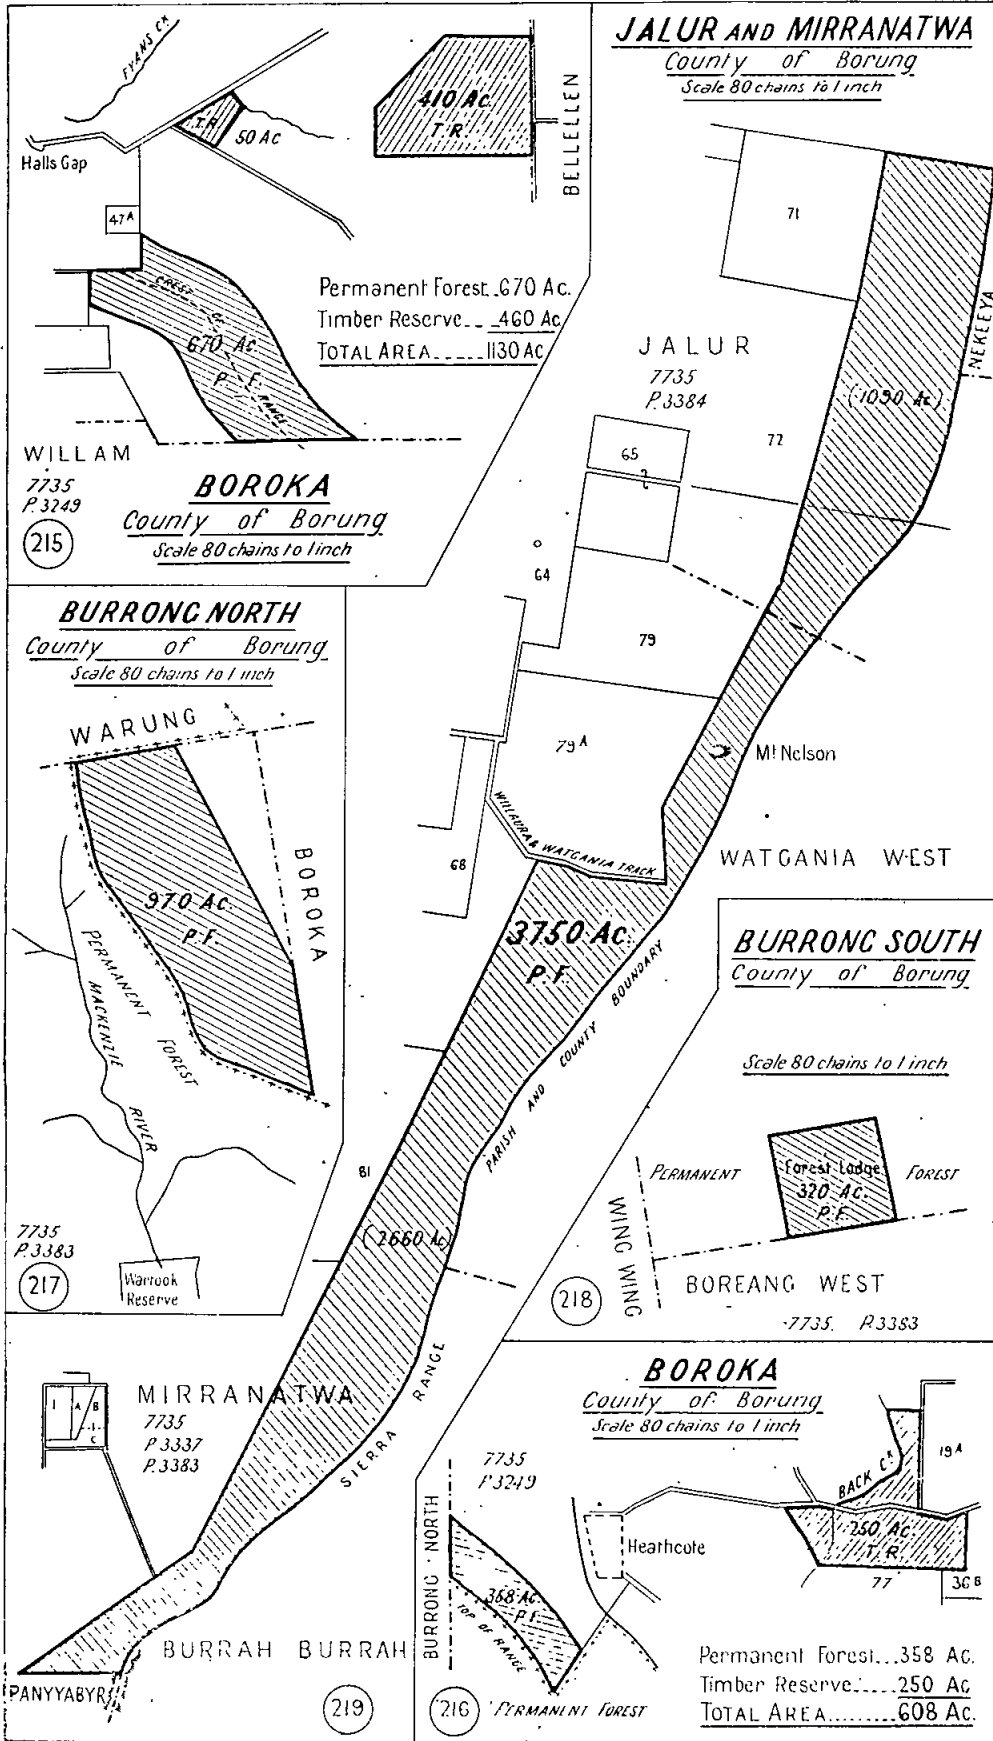 EVANS CK
Halls Gap
T.R.
50 Ac
410 Ac.
T.R.
BELLELLEN
47A
CREST OF RANGE
670 Ac.
P. F.
Permanent Forest 670 Ac.
Timber Reserve 460 Ac
TOTAL AREA 1130 Ac
WILLAM
7735
P.3249
215
BOROKA
County of Borung
Scale 80 chains to 1 inch
JALUR AND MIRRANATWA
County of Borung
Scale 80 chains to 1 inch
71
NEKEEYA
JALUR
7735
P.3384
(1090 Ac)
72
65
64
79
79A
Mt Nelson
WILLAURA & WATGANIA TRACK
68
WATGANIA WEST
3750 Ac.
P.F.
PARISH AND COUNTY BOUNDARY
81
(2660 Ac)
SIERRA RANGE
MIRRANATWA
7735
P.3337
P.3383
1
A
B
C
BURRAH BURRAH
PANYYABYR
219
BURRONG NORTH
County of Borung
Scale 80 chains to 1 inch
WARUNG
BOROKA
970 Ac.
P.F.
PERMANENT FOREST
MACKENZIE RIVER
7735
P.3383
217
Warrook
Reserve
BURRONG SOUTH
County of Borung
Scale 80 chains to 1 inch
PERMANENT FOREST
Forest Lodge
320 Ac.
P.F.
WING WING
BOREANG WEST
218
7735. P.3383
BOROKA
County of Borung
Scale 80 chains to 1 inch
7735
P.3249
BURRONG NORTH
358 Ac.
P.F.
TOP OF RANGE
Heathcote
BACK CK
19A
250 Ac.
T.R.
77
36B
216
PERMANENT FOREST
Permanent Forest...358 Ac.
Timber Reserve.....250 Ac
TOTAL AREA.........608 Ac.